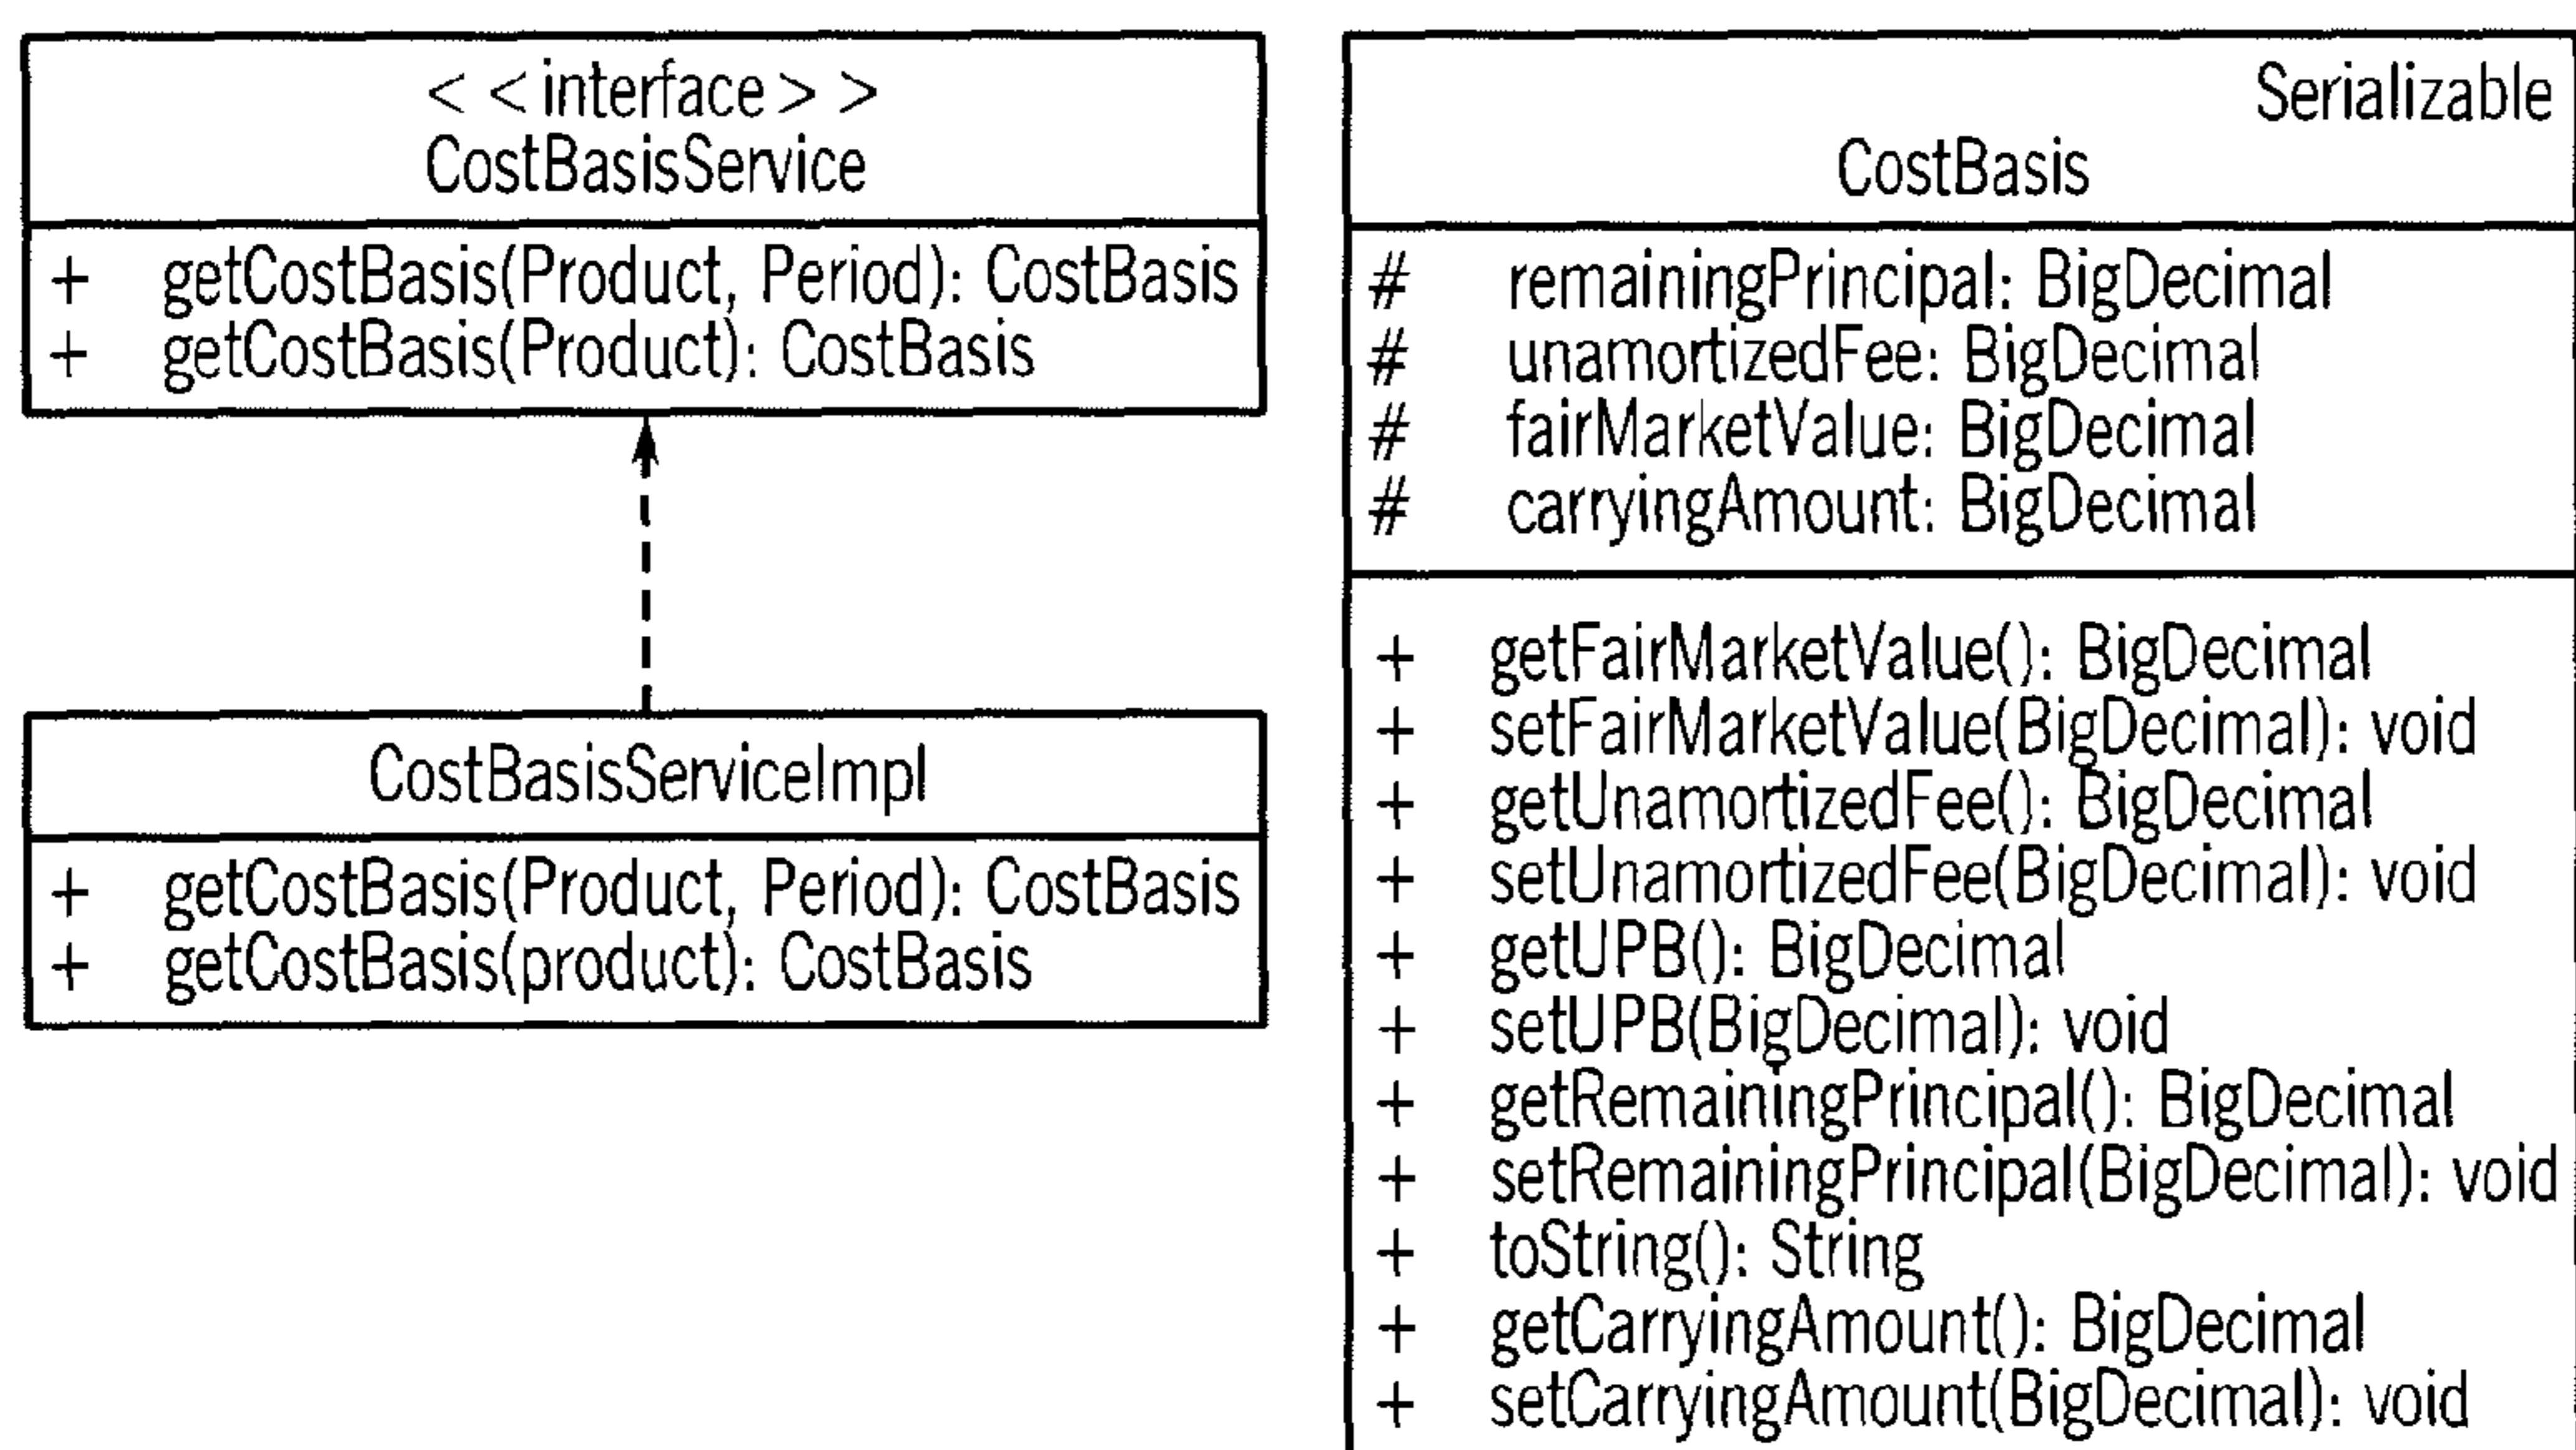 < <interface> >
CostBasisService
+ getCostBasis(Product, Period): CostBasis
+ getCostBasis(Product): CostBasis
CostBasisServiceImpl
+ getCostBasis(Product, Period): CostBasis
+ getCostBasis(product): CostBasis
Serializable
CostBasis
# remainingPrincipal: BigDecimal
# unamortizedFee: BigDecimal
# fairMarketValue: BigDecimal
# carryingAmount: BigDecimal
+ getFairMarketValue(): BigDecimal
+ setFairMarketValue(BigDecimal): void
+ getUnamortizedFee(): BigDecimal
+ setUnamortizedFee(BigDecimal): void
+ getUPB(): BigDecimal
+ setUPB(BigDecimal): void
+ getRemainingPrincipal(): BigDecimal
+ setRemainingPrincipal(BigDecimal): void
+ toString(): String
+ getCarryingAmount(): BigDecimal
+ setCarryingAmount(BigDecimal): void